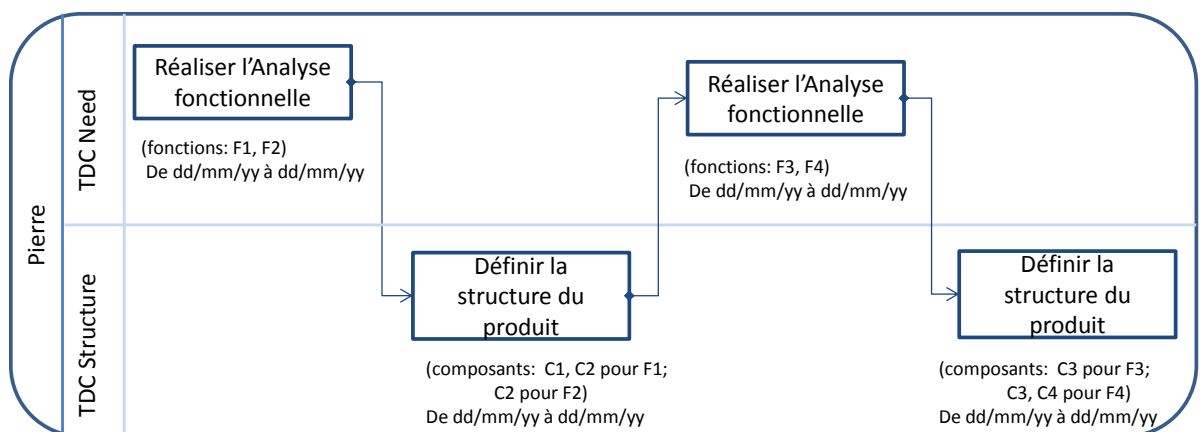 Pierre
TDC Need
Réaliser l'Analyse
fonctionnelle
(fonctions: F1, F2)
De dd/mm/yy à dd/mm/yy
Réaliser l'Analyse
fonctionnelle
(fonctions: F3, F4)
De dd/mm/yy à dd/mm/yy
TDC Structure
Définir la
structure du
produit
(composants: C1, C2 pour F1;
C2 pour F2)
De dd/mm/yy à dd/mm/yy
Définir la
structure du
produit
(composants: C3 pour F3;
C3, C4 pour F4)
De dd/mm/yy à dd/mm/yy